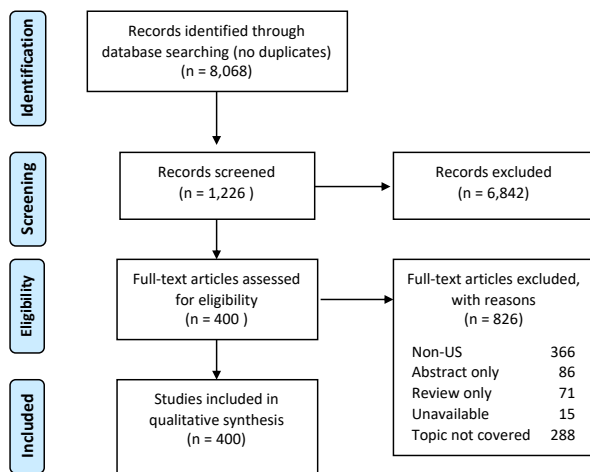 Identification
Records identified through
database searching (no duplicates)
(n = 8,068)
Screening
Records screened
(n = 1,226 )
Records excluded
(n = 6,842)
Eligibility
Full-text articles assessed
for eligibility
(n = 400 )
Full-text articles excluded,
with reasons
(n = 826)
Non-US 366
Abstract only 86
Review only 71
Unavailable 15
Topic not covered 288
Included
Studies included in
qualitative synthesis
(n = 400)